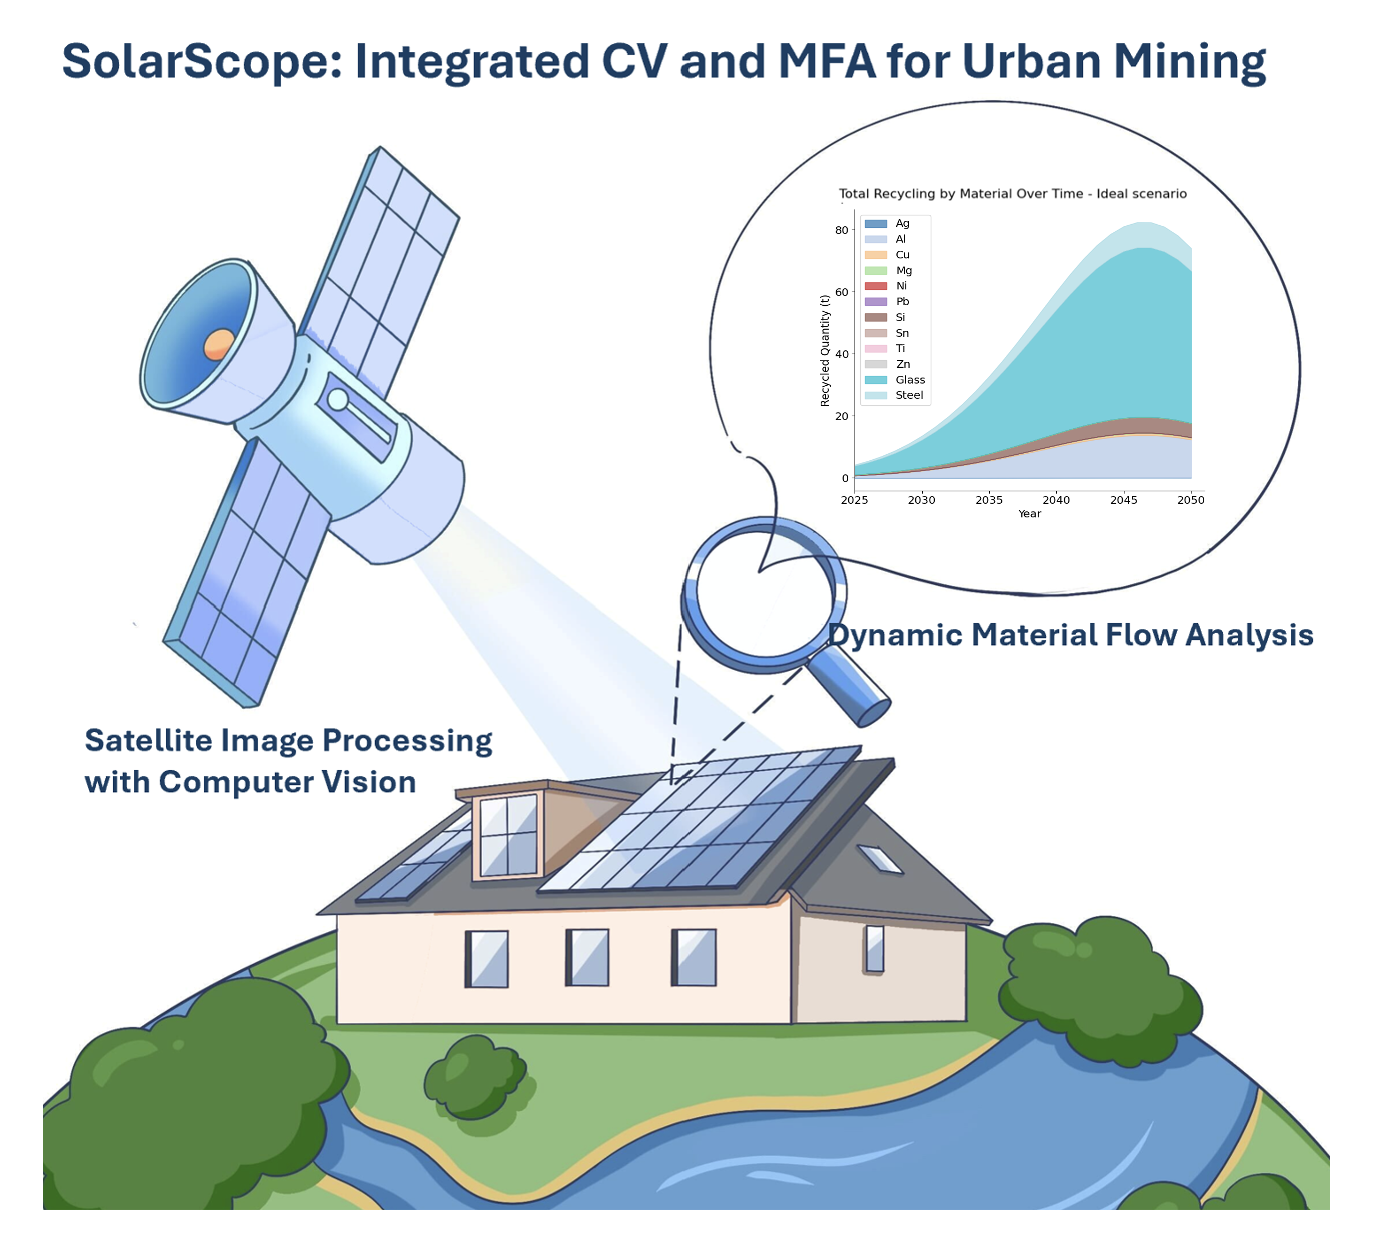 SolarScope: Integrated CV and MFA for Urban Mining
Total Recycling by Material Over Time - Ideal scenario
Recycled Quantity (t)
80
60
40
20
0
Ag
Al
Cu
Mg
Ni
Pb
Si
Sn
Ti
Zn
Glass
Steel
2025 2030 2035 2040 2045 2050
Year
Dynamic Material Flow Analysis
Satellite Image Processing
with Computer Vision